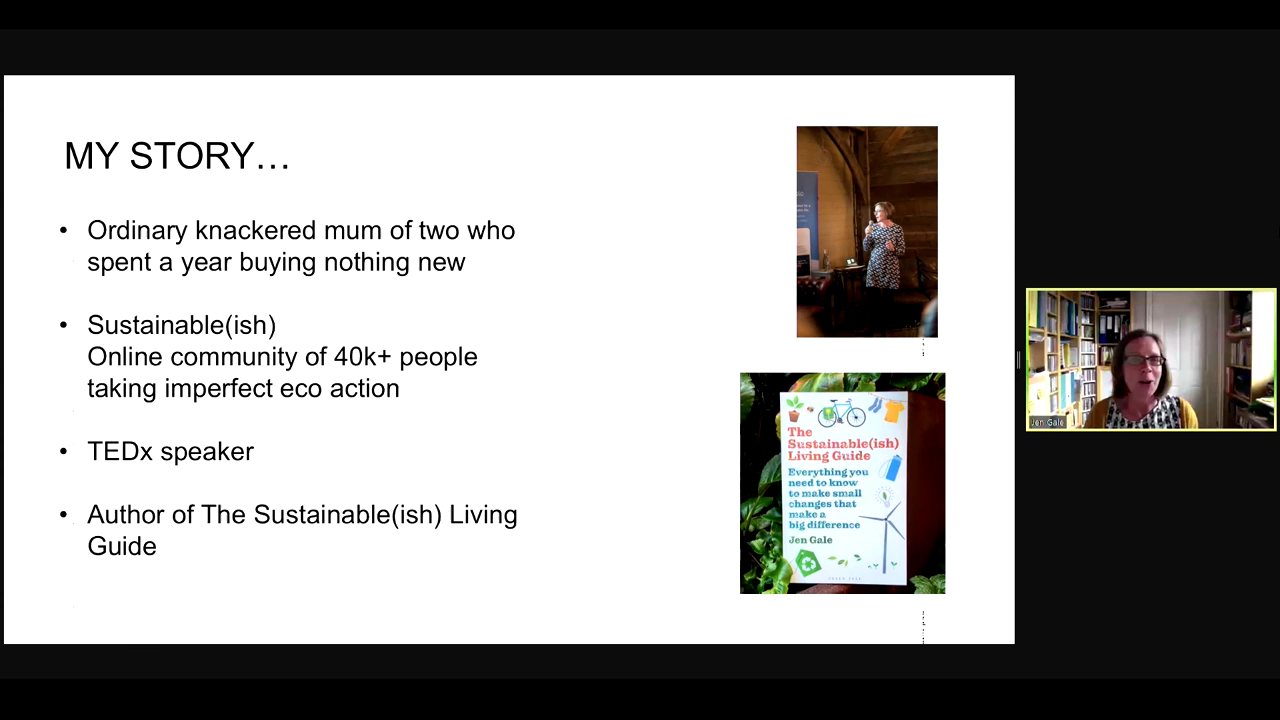 MY STORY…
• Ordinary knackered mum of two who
spent a year buying nothing new
• Sustainable(ish)
Online community of 40k+ people
taking imperfect eco action
• TEDx speaker
• Author of The Sustainable(ish) Living
Guide
The
Sustainable(ish)
Living Guide
Everything you
need to know
to make small
changes that
make a
big difference
Jen Gale
Jen Gale